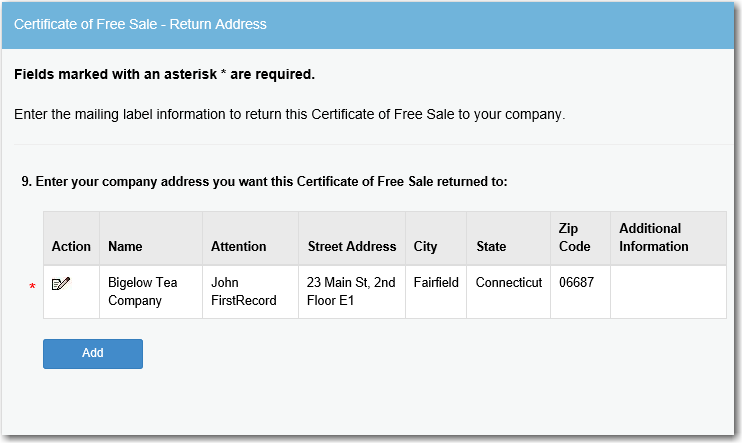 Certificate of Free Sale - Return Address
Fields marked with an asterisk * are required.
Enter the mailing label information to return this Certificate of Free Sale to your company.
9. Enter your company address you want this Certificate of Free Sale returned to:
Action Name Attention Street Address City State Zip Code Additional Information
* Bigelow Tea Company John FirstRecord 23 Main St, 2nd Floor E1 Fairfield Connecticut 06687
Add